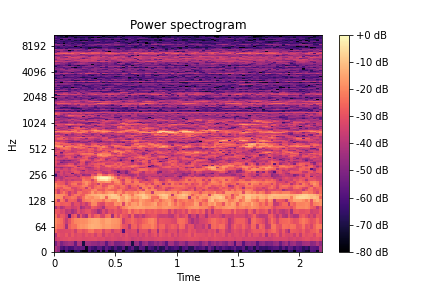 Power spectrogram
8192
4096
2048
1024
512
256
128
64
0
Hz
0
0.5
1
1.5
2
Time
+0 dB
-10 dB
-20 dB
-30 dB
-40 dB
-50 dB
-60 dB
-70 dB
-80 dB